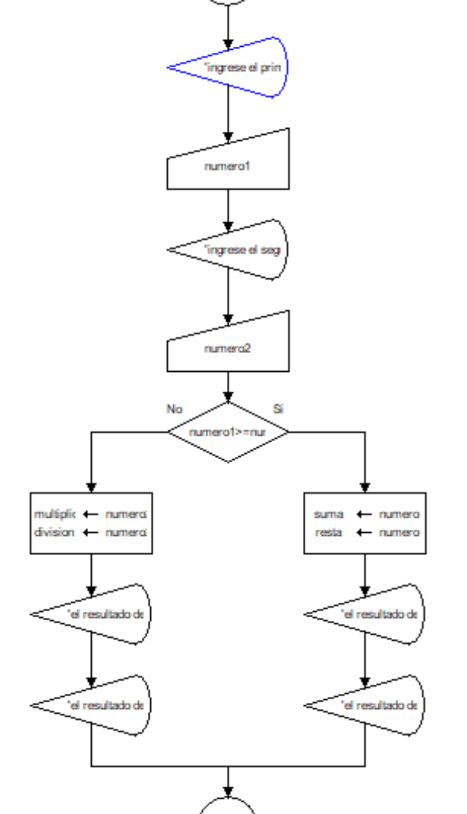 'ingrese el prin
numero1
'ingrese el seg
numero2
No
Si
numero1>=nur
multiplic ← numero
division ← numero
suma ← numero
resta ← numero
'el resultado de
'el resultado de
'el resultado de
'el resultado de